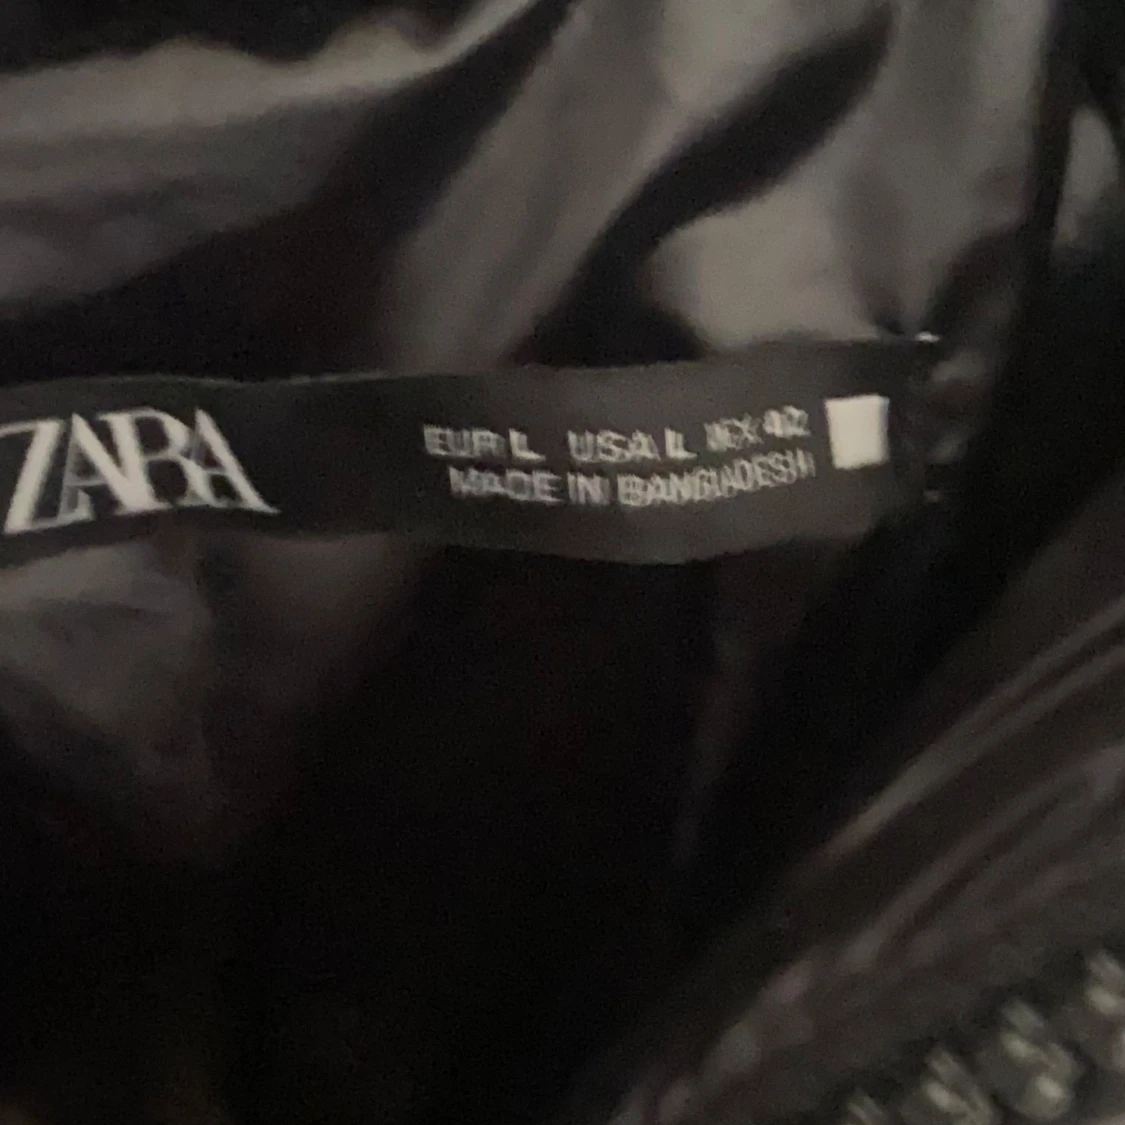 ZARA
EUR L USA L MEX 42
MADE IN BANGLADESH